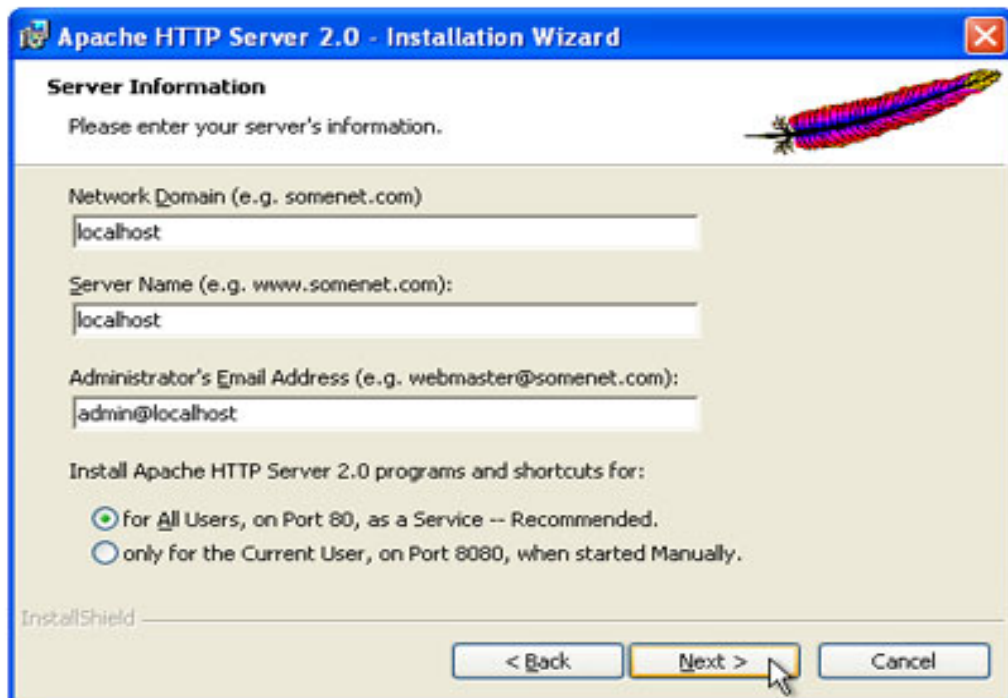 Apache HTTP Server 2.0 - Installation Wizard
Server Information
Please enter your server's information.
Network Domain (e.g. somenet.com)
localhost
Server Name (e.g. www.somenet.com):
localhost
Administrator's Email Address (e.g. webmaster@somenet.com):
admin@localhost
Install Apache HTTP Server 2.0 programs and shortcuts for:
for All Users, on Port 80, as a Service -- Recommended.
only for the Current User, on Port 8080, when started Manually.
InstallShield
< Back Next > Cancel